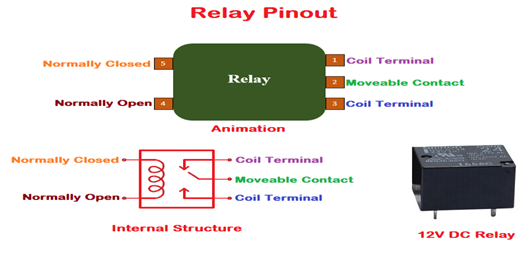 Relay Pinout
Normally Closed 5 Relay 1 Coil Terminal
2 Moveable Contact
Normally Open 4 3 Coil Terminal
Animation
Normally Closed Coil Terminal
Moveable Contact
Normally Open Coil Terminal
Internal Structure
12V DC Relay